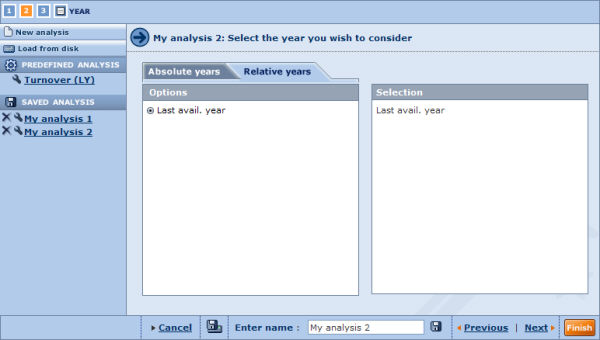 1 2 3 YEAR
New analysis
Load from disk
PREDEFINED ANALYSIS
Turnover (LY)
SAVED ANALYSIS
My analysis 1
My analysis 2
My analysis 2: Select the year you wish to consider
Absolute years Relative years
Options
Last avail. year
Selection
Last avail. year
Cancel Enter name : My analysis 2 Previous | Next Finish